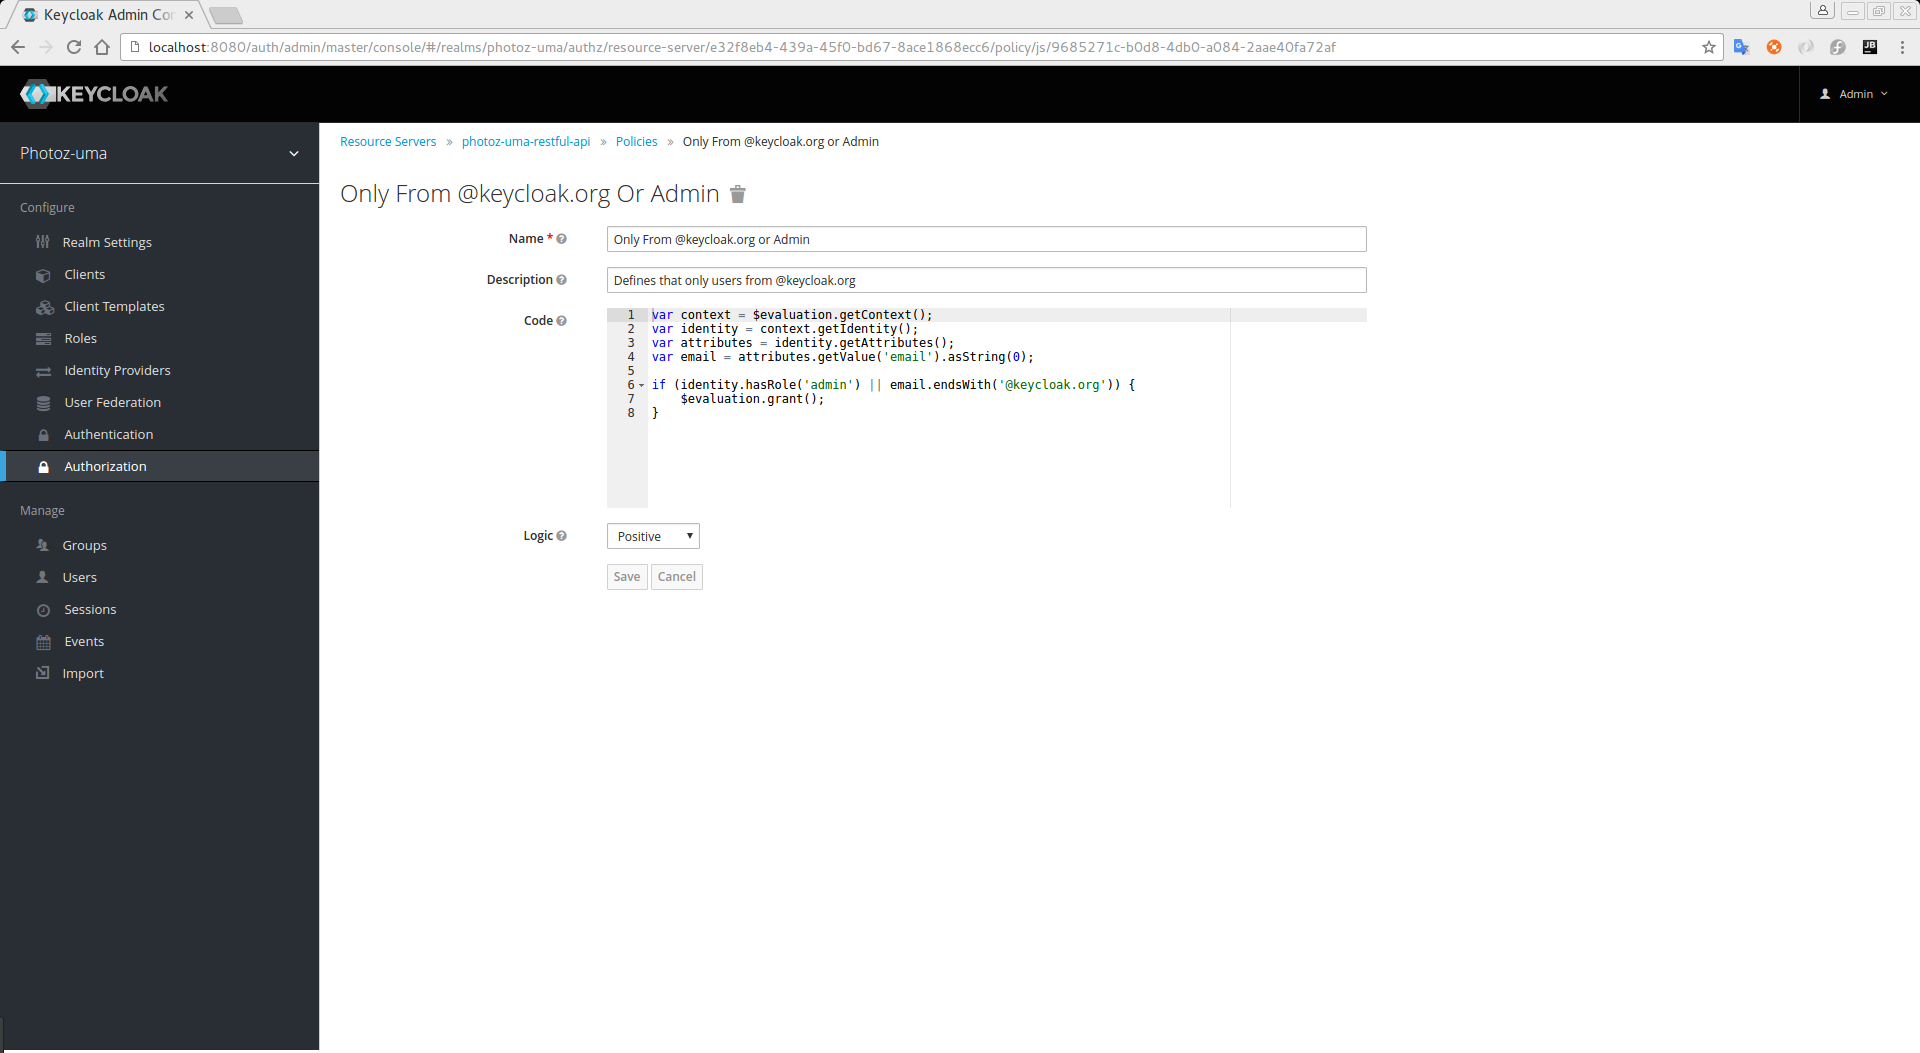 Keycloak Admin Co
localhost:8080/auth/admin/master/console/#/realms/photoz-uma/authz/resource-server/e32f8eb4-439a-45f0-bd67-8ace1868ecc6/policy/js/9685271c-b0d8-4db0-a084-2aae40fa72af
JB
KEYCLOAK
Admin
Photoz-uma
Configure
Realm Settings
Clients
Client Templates
Roles
Identity Providers
User Federation
Authentication
Authorization
Manage
Groups
Users
Sessions
Events
Import
Resource Servers » photoz-uma-restful-api » Policies » Only From @keycloak.org or Admin
Only From @keycloak.org Or Admin
Name * Only From @keycloak.org or Admin
Description Defines that only users from @keycloak.org
Code
1 var context = $evaluation.getContext();
2 var identity = context.getIdentity();
3 var attributes = identity.getAttributes();
4 var email = attributes.getValue('email').asString(0);
5
6 if (identity.hasRole('admin') || email.endsWith('@keycloak.org')) {
7     $evaluation.grant();
8 }
Logic Positive
Save Cancel